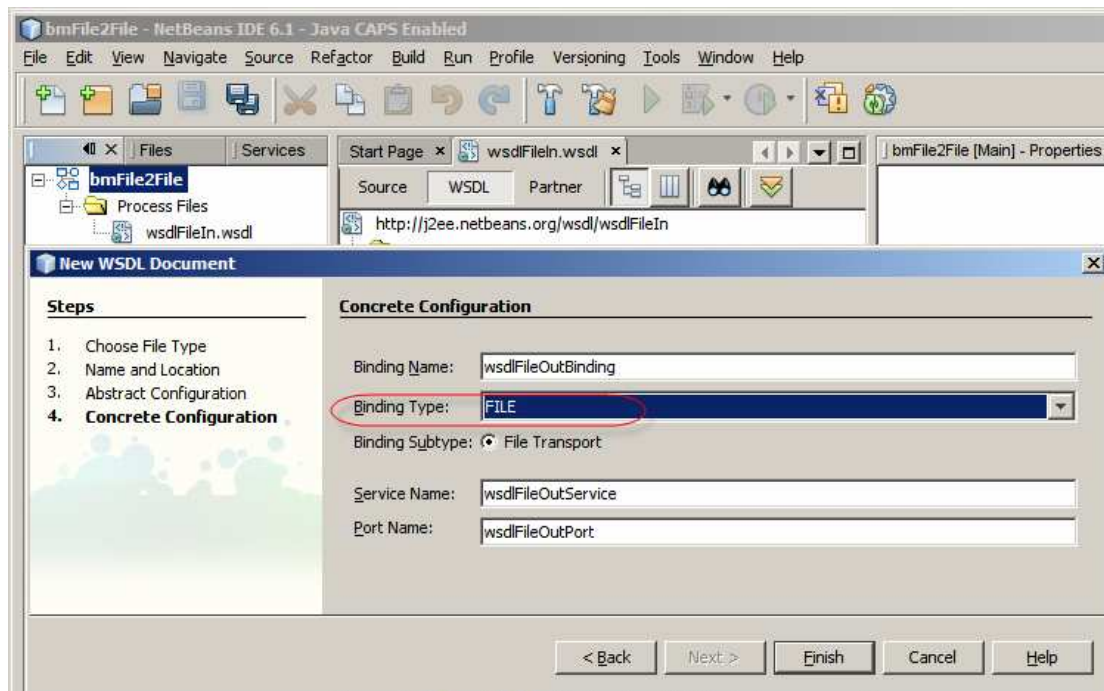 bmFile2File - NetBeans IDE 6.1 - Java CAPS Enabled
File Edit View Navigate Source Refactor Build Run Profile Versioning Tools Window Help
Files Services
Start Page wsdlFileIn.wsdl
bmFile2File [Main] - Properties
bmFile2File
Process Files
wsdlFileIn.wsdl
Source WSDL Partner
http://j2ee.netbeans.org/wsdl/wsdlFileIn
New WSDL Document
Steps
1. Choose File Type
2. Name and Location
3. Abstract Configuration
4. Concrete Configuration
Concrete Configuration
Binding Name: wsdlFileOutBinding
Binding Type: FILE
Binding Subtype: File Transport
Service Name: wsdlFileOutService
Port Name: wsdlFileOutPort
< Back Next > Finish Cancel Help